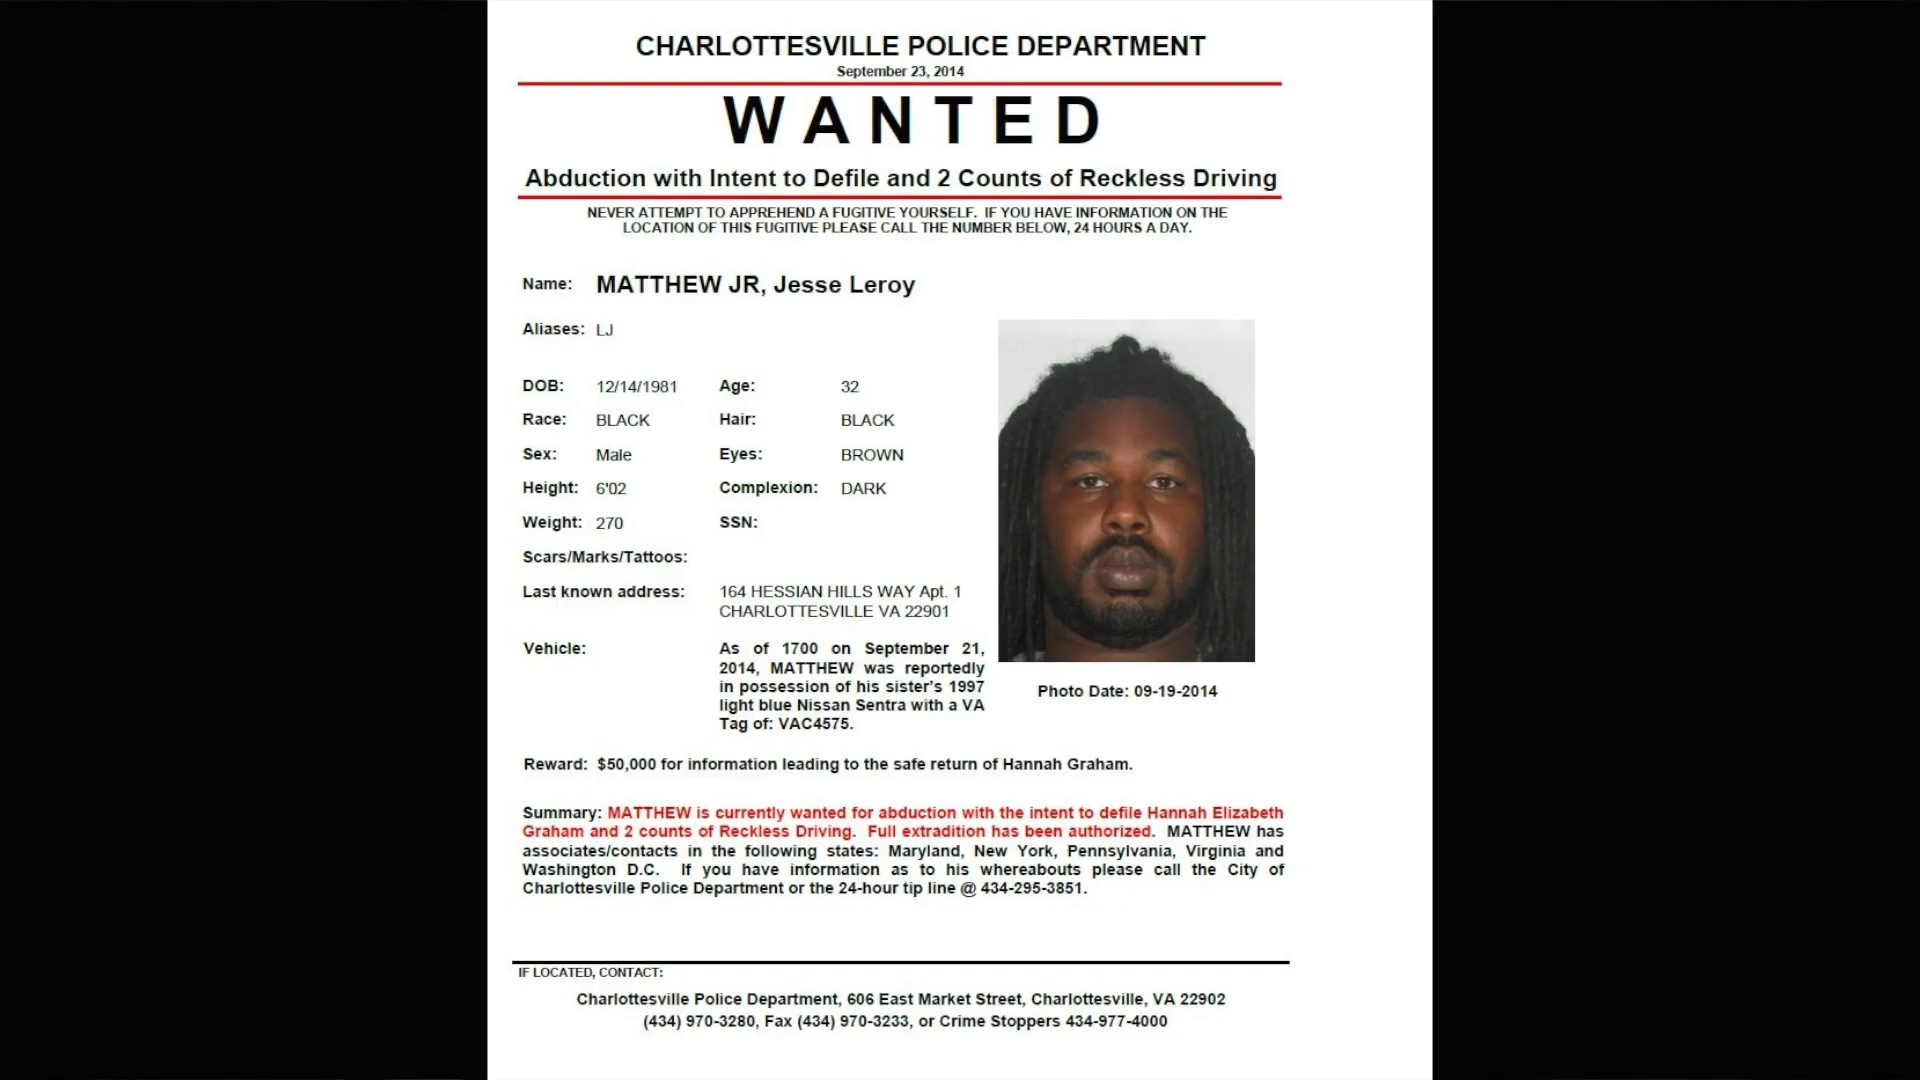 CHARLOTTESVILLE POLICE DEPARTMENT
September 23, 2014
WANTED
Abduction with Intent to Defile and 2 Counts of Reckless Driving
NEVER ATTEMPT TO APPREHEND A FUGITIVE YOURSELF. IF YOU HAVE INFORMATION ON THE
LOCATION OF THIS FUGITIVE PLEASE CALL THE NUMBER BELOW, 24 HOURS A DAY.
Name: MATTHEW JR, Jesse Leroy
Aliases: LJ
DOB: 12/14/1981 Age: 32
Race: BLACK Hair: BLACK
Sex: Male Eyes: BROWN
Height: 6'02 Complexion: DARK
Weight: 270 SSN:
Scars/Marks/Tattoos:
Last known address: 164 HESSIAN HILLS WAY Apt. 1
CHARLOTTESVILLE VA 22901
Vehicle: As of 1700 on September 21,
2014, MATTHEW was reportedly
in possession of his sister's 1997
light blue Nissan Sentra with a VA
Tag of: VAC4575.
Photo Date: 09-19-2014
Reward: $50,000 for information leading to the safe return of Hannah Graham.
Summary: MATTHEW is currently wanted for abduction with the intent to defile Hannah Elizabeth
Graham and 2 counts of Reckless Driving. Full extradition has been authorized. MATTHEW has
associates/contacts in the following states: Maryland, New York, Pennsylvania, Virginia and
Washington D.C. If you have information as to his whereabouts please call the City of
Charlottesville Police Department or the 24-hour tip line @ 434-295-3851.
IF LOCATED, CONTACT:
Charlottesville Police Department, 606 East Market Street, Charlottesville, VA 22902
(434) 970-3280, Fax (434) 970-3233, or Crime Stoppers 434-977-4000